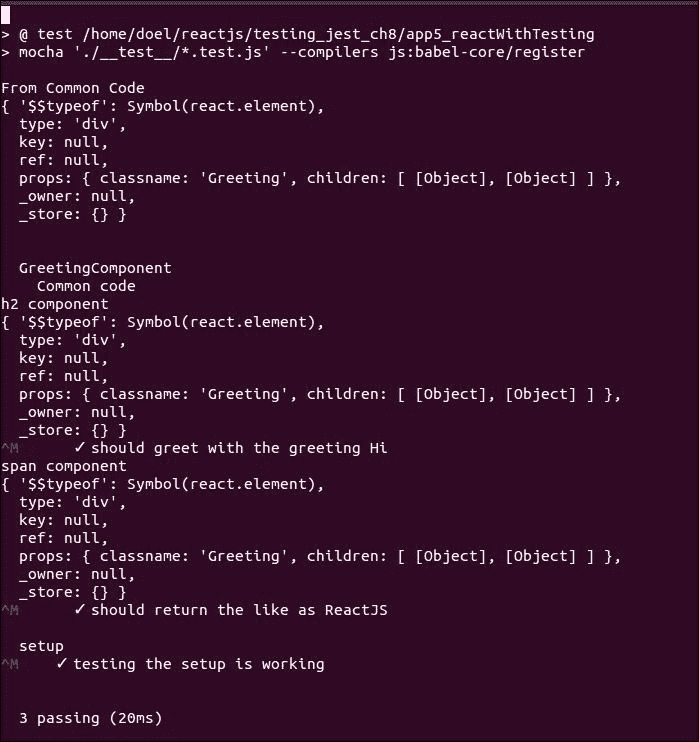 > @ test /home/doel/reactjs/testing_jest_ch8/app5_reactWithTesting
> mocha './__test__/*.test.js' --compilers js:babel-core/register
From Common Code
{ '$$typeof': Symbol(react.element),
type: 'div',
key: null,
ref: null,
props: { classname: 'Greeting', children: [ [Object], [Object] ] },
_owner: null,
_store: {} }
GreetingComponent
Common code
h2 component
{ '$$typeof': Symbol(react.element),
type: 'div',
key: null,
ref: null,
props: { classname: 'Greeting', children: [ [Object], [Object] ] },
_owner: null,
_store: {} }
^M ✓ should greet with the greeting Hi
span component
{ '$$typeof': Symbol(react.element),
type: 'div',
key: null,
ref: null,
props: { classname: 'Greeting', children: [ [Object], [Object] ] },
_owner: null,
_store: {} }
^M ✓ should return the like as ReactJS
setup
^M ✓ testing the setup is working
3 passing (20ms)